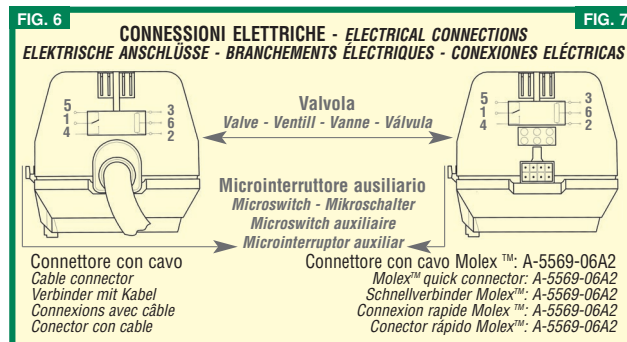 FIG. 6
FIG. 7
CONNESSIONI ELETTRICHE - ELECTRICAL CONNECTIONS
ELEKTRISCHE ANSCHLÜSSE - BRANCHEMENTS ÉLECTRIQUES - CONEXIONES ELÉCTRICAS
5 3
1 6
4 2
Valvola
Valve - Ventill - Vanne - Válvula
5 3
1 6
4 2
Microinterruttore ausiliario
Microswitch - Mikroschalter
Microswitch auxiliaire
Microinterruptor auxiliar
Connettore con cavo
Cable connector
Verbinder mit Kabel
Connexions avec câble
Conector con cable
Connettore con cavo Molex ™: A-5569-06A2
Molex™ quick connector: A-5569-06A2
Schnellverbinder Molex™: A-5569-06A2
Connexion rapide Molex ™: A-5569-06A2
Conector rápido Molex™: A-5569-06A2